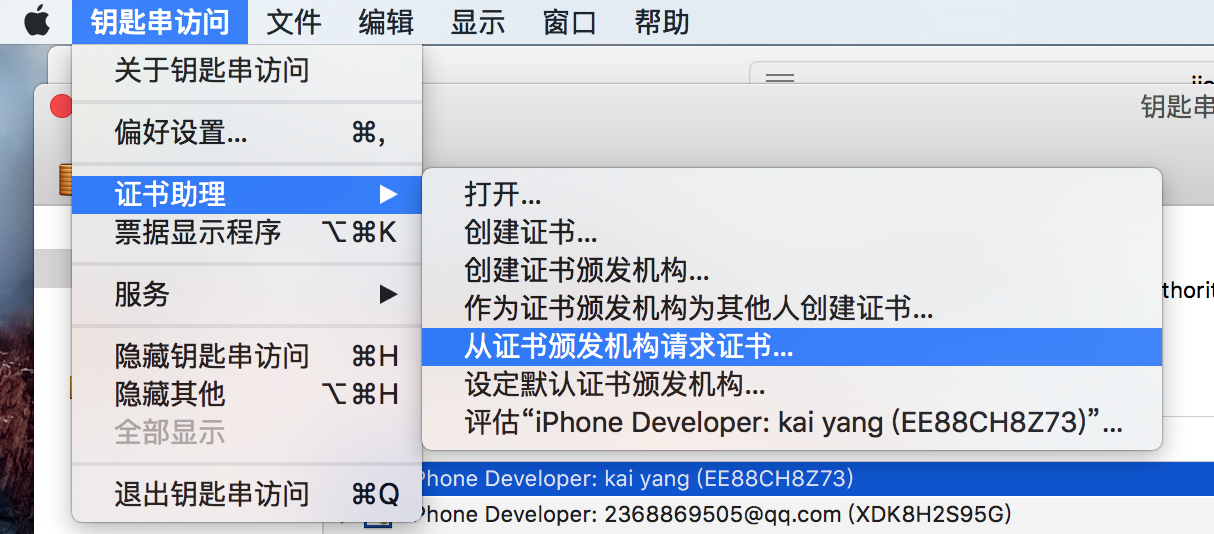 钥匙串访问 文件 编辑 显示 窗口 帮助
关于钥匙串访问
钥匙串
偏好设置... ⌘,
证书助理 ▶
打开...
票据显示程序 ⌥⌘K
创建证书...
创建证书颁发机构...
服务 ▶
thorit
作为证书颁发机构为其他人创建证书...
隐藏钥匙串访问 ⌘H
从证书颁发机构请求证书...
隐藏其他 ⌥⌘H
设定默认证书颁发机构...
全部显示
评估“iPhone Developer: kai yang (EE88CH8Z73)”...
Phone Developer: kai yang (EE88CH8Z73)
退出钥匙串访问 ⌘Q
Phone Developer: 2368869505@qq.com (XDK8H2S95G)